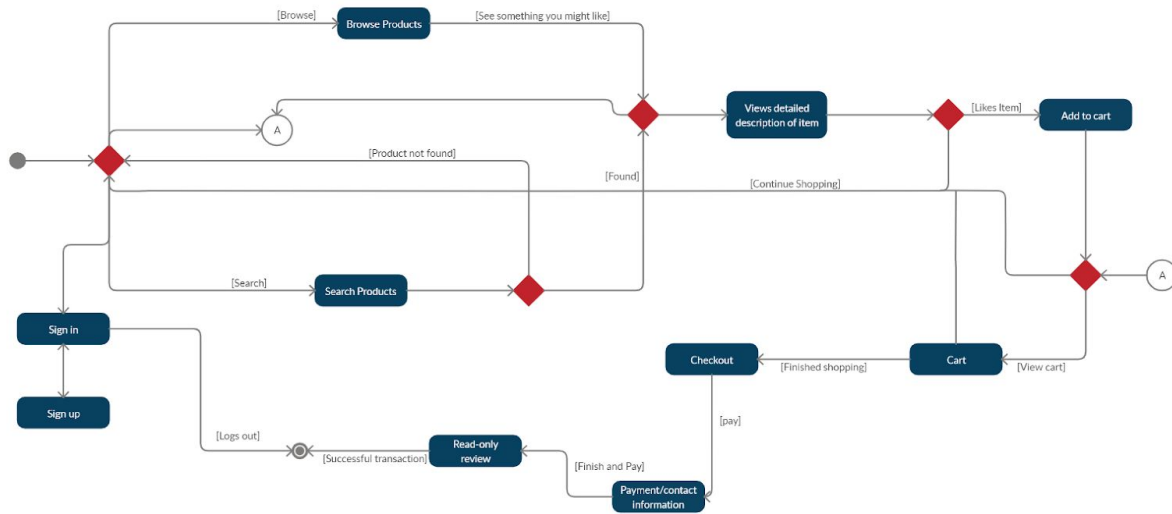 [Browse]
Browse Products
[See something you might like]
A
Views detailed
description of item
[Likes Item]
Add to cart
[Product not found]
[Found]
[Continue Shopping]
[Search]
Search Products
A
Sign in
Checkout
[Finished shopping]
Cart
[View cart]
Sign up
[pay]
[Logs out]
[Successful transaction]
Read-only
review
[Finish and Pay]
Payment/contact
information